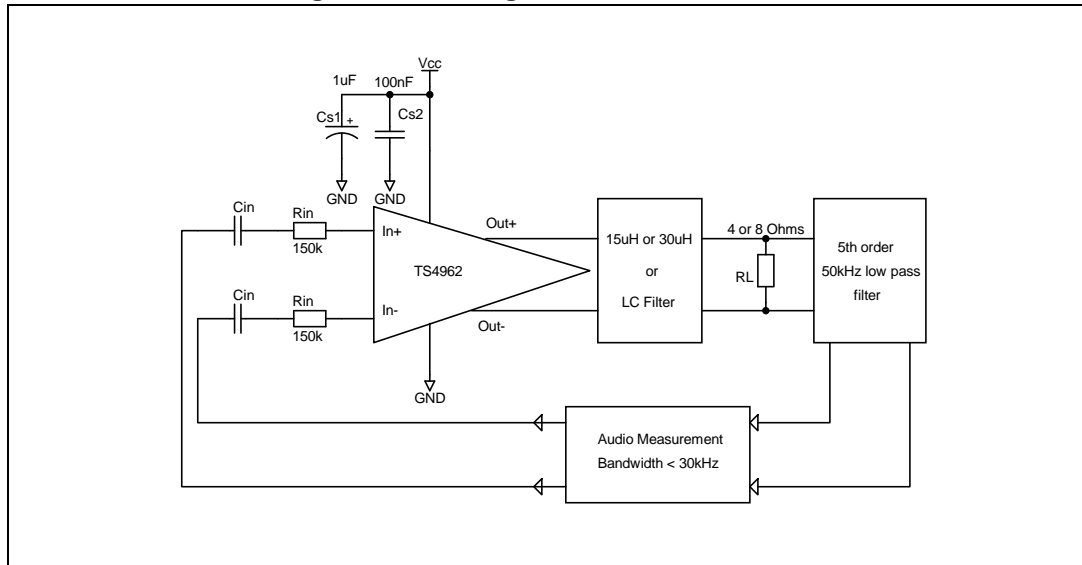 Vcc
1uF
100nF
Cs1
+
Cs2
GND
GND
Cin
Rin
150k
In+
Out+
TS4962
Cin
Rin
150k
In-
Out-
GND
15uH or 30uH
or
LC Filter
4 or 8 Ohms
RL
5th order
50kHz low pass
filter
Audio Measurement
Bandwidth < 30kHz